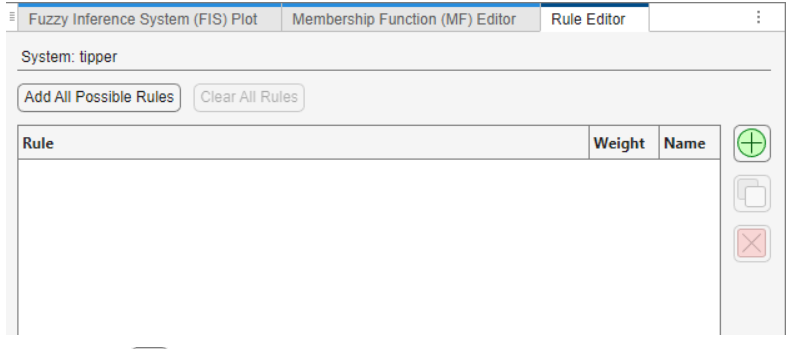 Fuzzy Inference System (FIS) Plot Membership Function (MF) Editor Rule Editor
System: tipper
Add All Possible Rules Clear All Rules
Rule Weight Name